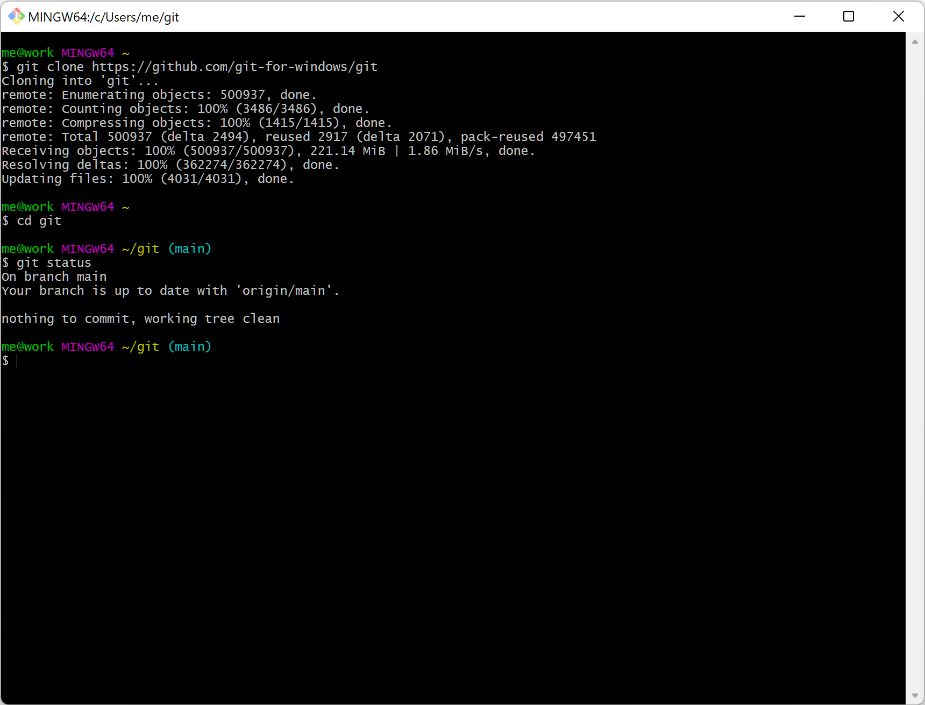 MINGW64:/c/Users/me/git
me@work MINGW64 ~
$ git clone https://github.com/git-for-windows/git
Cloning into 'git'...
remote: Enumerating objects: 500937, done.
remote: Counting objects: 100% (3486/3486), done.
remote: Compressing objects: 100% (1415/1415), done.
remote: Total 500937 (delta 2494), reused 2917 (delta 2071), pack-reused 497451
Receiving objects: 100% (500937/500937), 221.14 MiB | 1.86 MiB/s, done.
Resolving deltas: 100% (362274/362274), done.
Updating files: 100% (4031/4031), done.
me@work MINGW64 ~
$ cd git
me@work MINGW64 ~/git (main)
$ git status
On branch main
Your branch is up to date with 'origin/main'.
nothing to commit, working tree clean
me@work MINGW64 ~/git (main)
$